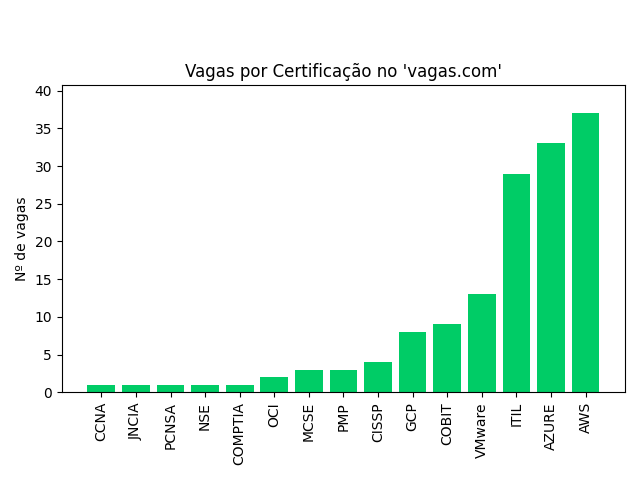 Vagas por Certificação no 'vagas.com'
Nº de vagas
40
35
30
25
20
15
10
5
0
CCNA
JNCIA
PCNSA
NSE
COMPTIA
OCI
MCSE
PMP
CISSP
GCP
COBIT
VMware
ITIL
AZURE
AWS